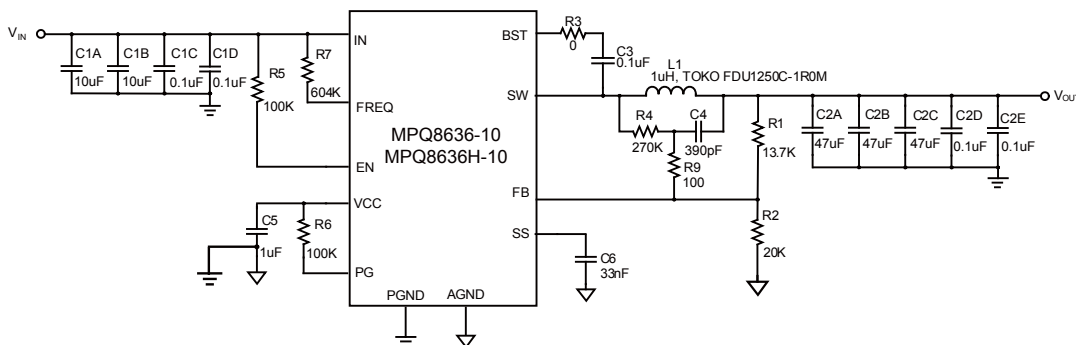 VIN
C1A
10uF
C1B
10uF
C1C
0.1uF
C1D
0.1uF
R5
100K
R7
604K
IN
FREQ
EN
VCC
PG
PGND
AGND
BST
SW
FB
SS
MPQ8636-10
MPQ8636H-10
C5
1uF
R6
100K
R3
0
C3
0.1uF
L1
1uH, TOKO FDU1250C-1R0M
R4
270K
C4
390pF
R9
100
R1
13.7K
R2
20K
C6
33nF
C2A
47uF
C2B
47uF
C2C
47uF
C2D
0.1uF
C2E
0.1uF
VOUT